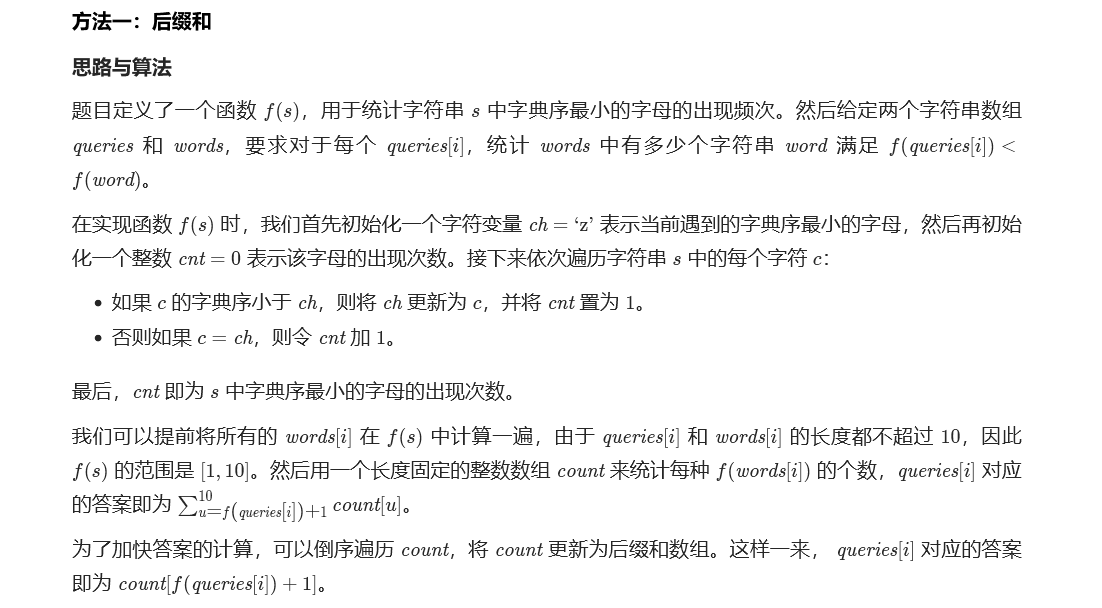 方法一：后缀和
思路与算法
题目定义了一个函数 f(s)，用于统计字符串 s 中字典序最小的字母的出现频次。然后给定两个字符串数组
queries 和 words，要求对于每个 queries[i]，统计 words 中有多少个字符串 word 满足 f(queries[i]) <
f(word)。
在实现函数 f(s) 时，我们首先初始化一个字符变量 ch = ‘z’ 表示当前遇到的字典序最小的字母，然后再初始
化一个整数 cnt = 0 表示该字母的出现次数。接下来依次遍历字符串 s 中的每个字符 c：
• 如果 c 的字典序小于 ch，则将 ch 更新为 c，并将 cnt 置为 1。
• 否则如果 c = ch，则令 cnt 加 1。
最后，cnt 即为 s 中字典序最小的字母的出现次数。
我们可以提前将所有的 words[i] 在 f(s) 中计算一遍，由于 queries[i] 和 words[i] 的长度都不超过 10，因此
f(s) 的范围是 [1, 10]。然后用一个长度固定的整数数组 count 来统计每种 f(words[i]) 的个数，queries[i] 对应
的答案即为 ∑_{u=f(queries[i])+1}^{10} count[u]。
为了加快答案的计算，可以倒序遍历 count，将 count 更新为后缀和数组。这样一来， queries[i] 对应的答案
即为 count[f(queries[i]) + 1]。